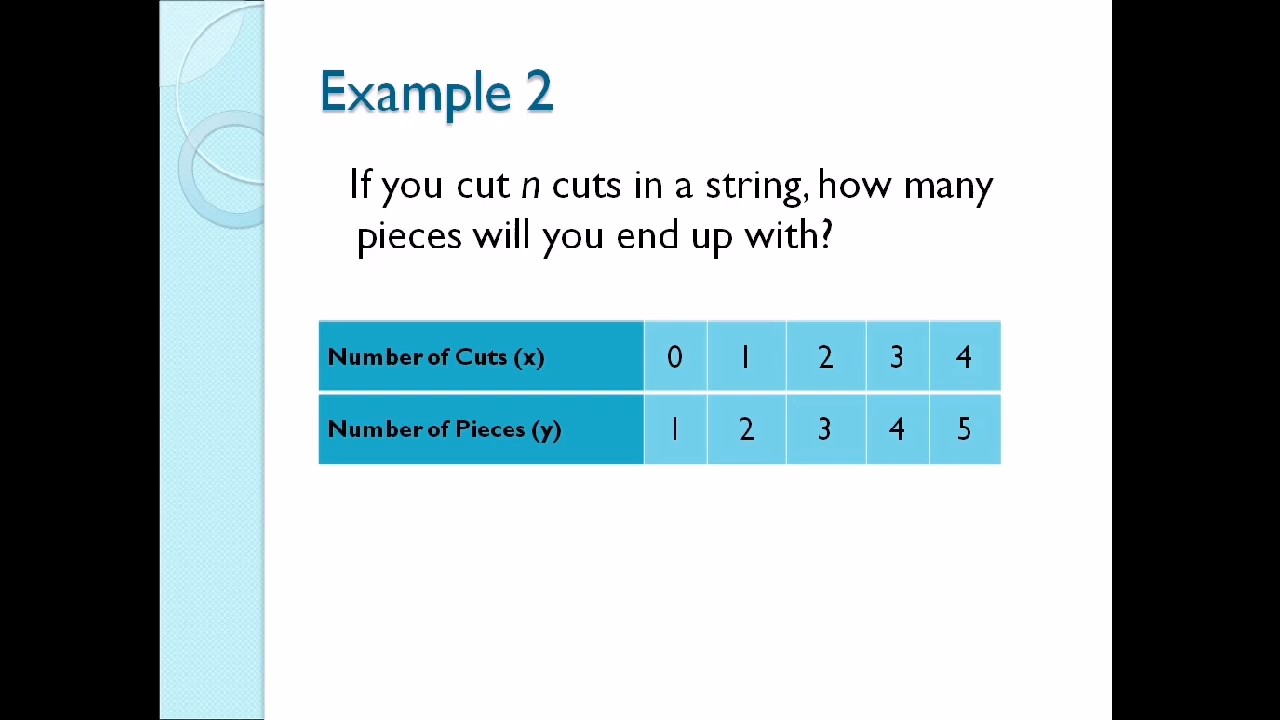 Example 2
If you cut n cuts in a string, how many
pieces will you end up with?
Number of Cuts (x) 0 1 2 3 4
Number of Pieces (y) 1 2 3 4 5